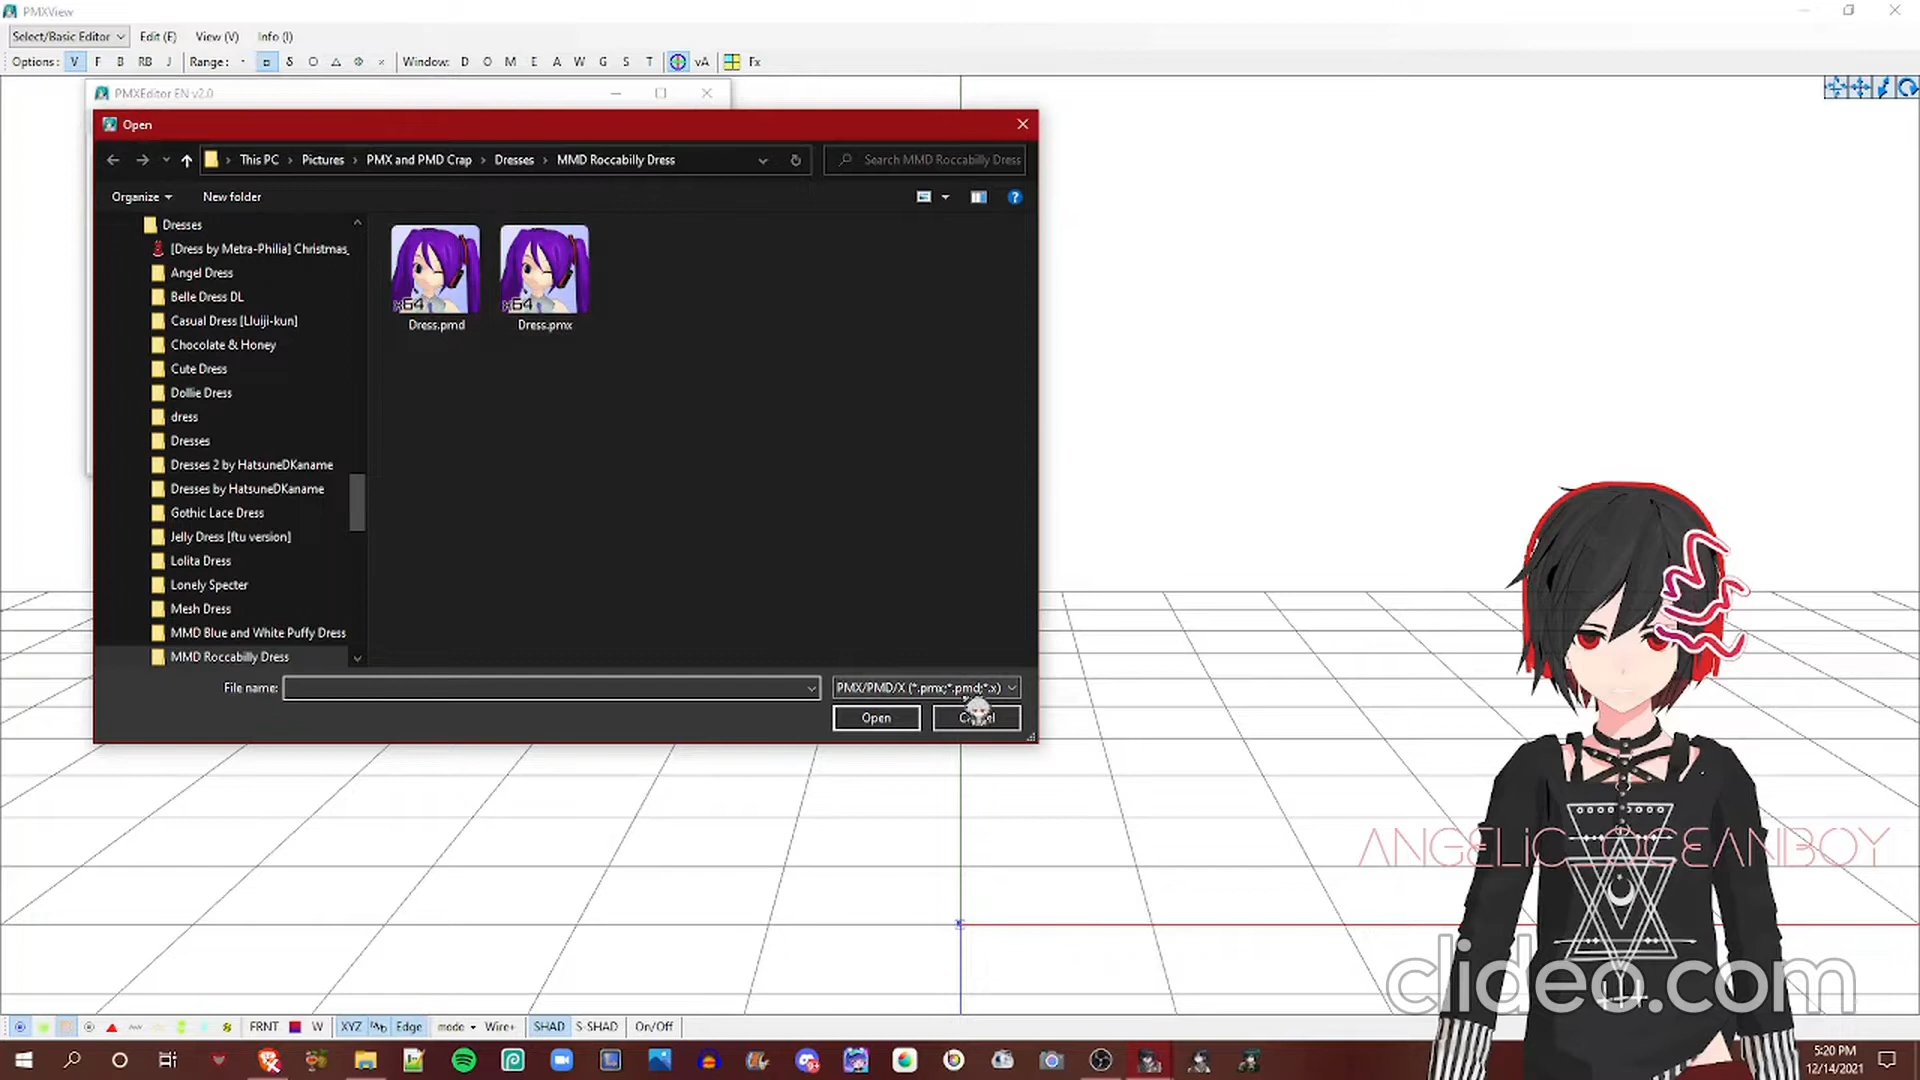 PMXView
Select/Basic Editor Edit (F) View (V) Info (I)
Options: V F B RB J Range: Window: D O M E A W G S T vA Fx
PMXEditor EN v2.0
Open
This PC Pictures PMX and PMD Crap Dresses MMD Roccabilly Dress Search MMD Roccabilly Dress
Organize New folder
Dresses
[Dress by Metra-Philia] Christmas_
Angel Dress
Belle Dress DL
Casual Dress [Lluiji-kun]
Chocolate & Honey
Cute Dress
Dollie Dress
dress
Dresses
Dresses 2 by HatsuneDKaname
Dresses by HatsuneDKaname
Gothic Lace Dress
Jelly Dress [ftu version]
Lolita Dress
Lonely Specter
Mesh Dress
MMD Blue and White Puffy Dress
MMD Roccabilly Dress
x64 x64
Dress.pmd Dress.pmx
File name: PMX/PMD/X (*.pmx;*.pmd;*.x)
Open
ANGELIC OCEANBOY
clideo.com
FRNT W XYZ Edge mode Wire+ SHAD S-SHAD On/Off
5:20 PM
12/14/2021